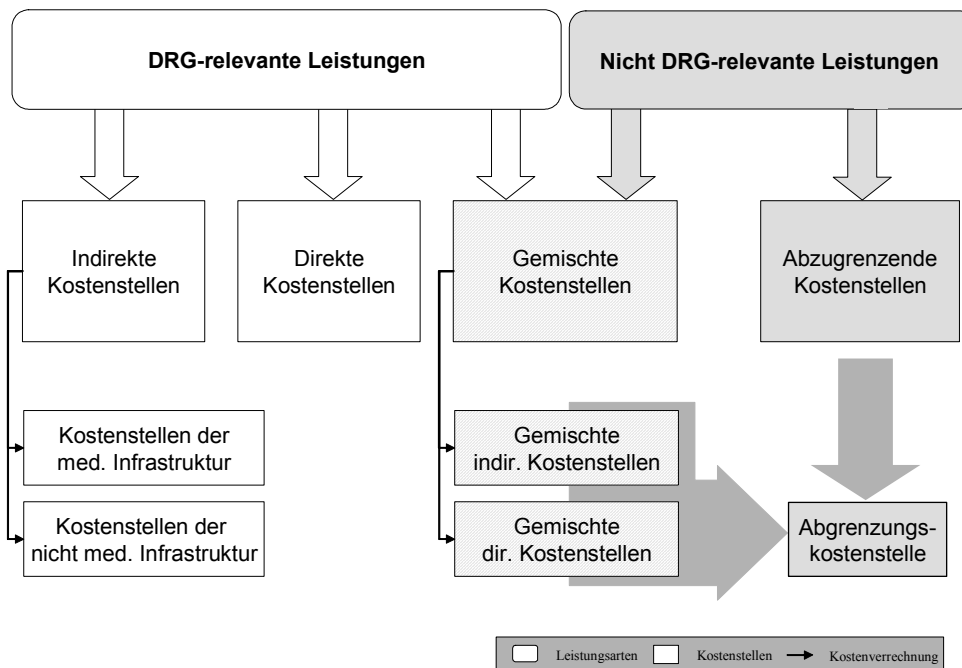 DRG-relevante Leistungen
Nicht DRG-relevante Leistungen
Indirekte
Kostenstellen
Direkte
Kostenstellen
Gemischte
Kostenstellen
Abzugrenzende
Kostenstellen
Kostenstellen der
med. Infrastruktur
Gemischte
indir. Kostenstellen
Kostenstellen der
nicht med. Infrastruktur
Gemischte
dir. Kostenstellen
Abgrenzungs-
kostenstelle
Leistungsarten
Kostenstellen
Kostenverrechnung